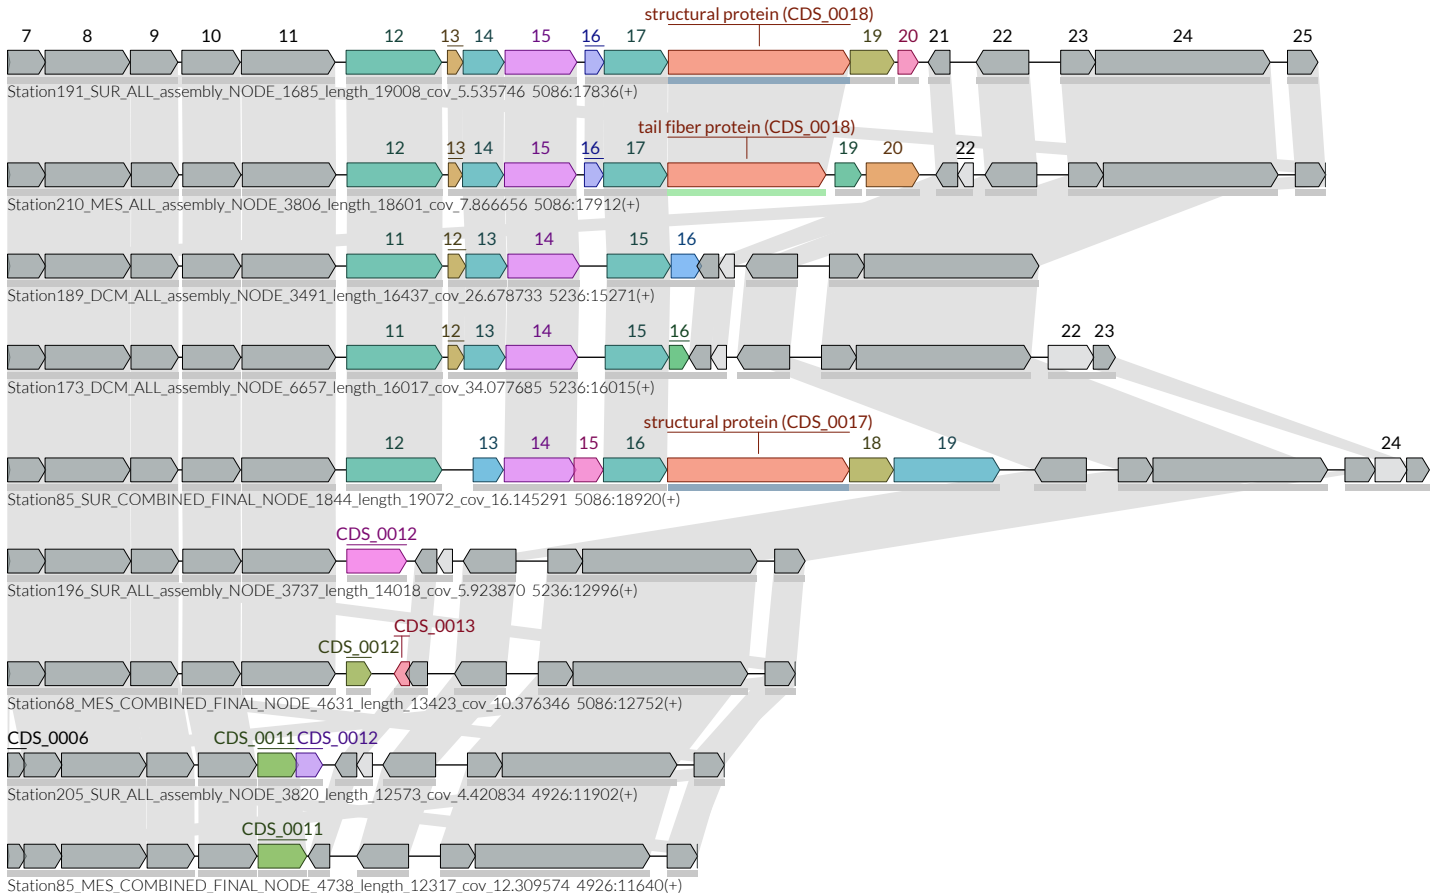 structural protein (CDS_0018)
7 8 9 10 11 12 13 14 15 16 17 19 20 21 22 23 24 25
Station191_SUR_ALL_assembly_NODE_1685_length_19008_cov_5.535746 5086:17836(+)
tail fiber protein (CDS_0018)
12 13 14 15 16 17 19 20 22
Station210_MES_ALL_assembly_NODE_3806_length_18601_cov_7.866656 5086:17912(+)
11 12 13 14 15 16
Station189_DCM_ALL_assembly_NODE_3491_length_16437_cov_26.678733 5236:15271(+)
11 12 13 14 15 16 22 23
Station173_DCM_ALL_assembly_NODE_6657_length_16017_cov_34.077685 5236:16015(+)
structural protein (CDS_0017)
12 13 14 15 16 18 19 24
Station85_SUR_COMBINED_FINAL_NODE_1844_length_19072_cov_16.145291 5086:18920(+)
CDS_0012
Station196_SUR_ALL_assembly_NODE_3737_length_14018_cov_5.923870 5236:12996(+)
CDS_0013
CDS_0012
Station68_MES_COMBINED_FINAL_NODE_4631_length_13423_cov_10.376346 5086:12752(+)
CDS_0006 CDS_0011 CDS_0012
Station205_SUR_ALL_assembly_NODE_3820_length_12573_cov_4.420834 4926:11902(+)
CDS_0011
Station85_MES_COMBINED_FINAL_NODE_4738_length_12317_cov_12.309574 4926:11640(+)